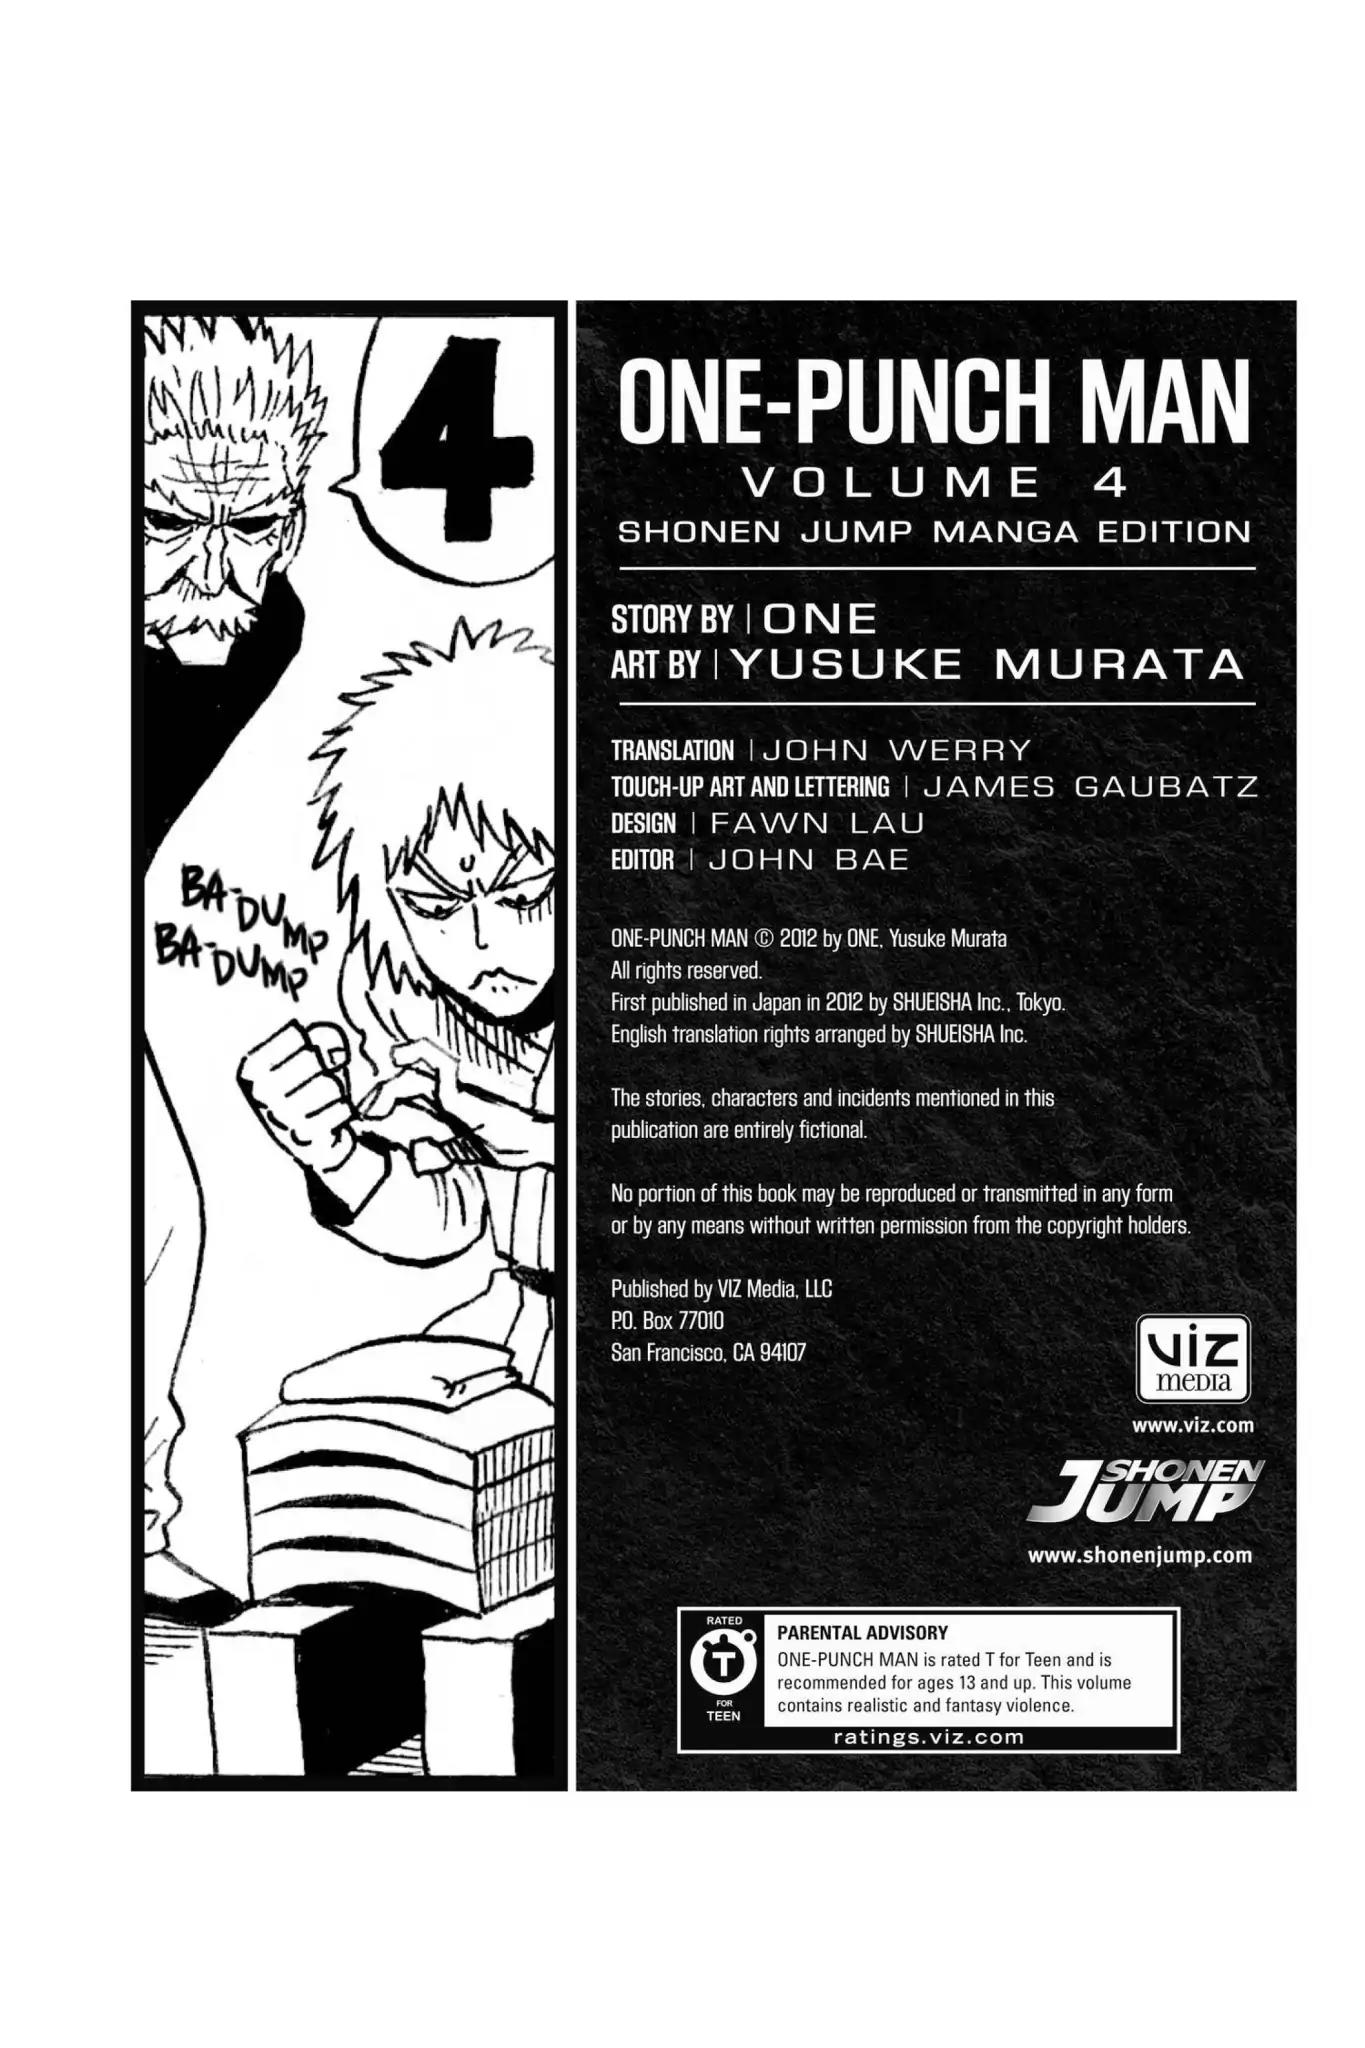 4
BA-DUMP
BA-DUMP
ONE-PUNCH MAN
VOLUME 4
SHONEN JUMP MANGA EDITION
STORY BY | ONE
ART BY | YUSUKE MURATA
TRANSLATION | JOHN WERRY
TOUCH-UP ART AND LETTERING | JAMES GAUBATZ
DESIGN | FAWN LAU
EDITOR | JOHN BAE
ONE-PUNCH MAN © 2012 by ONE, Yusuke Murata
All rights reserved.
First published in Japan in 2012 by SHUEISHA Inc., Tokyo.
English translation rights arranged by SHUEISHA Inc.
The stories, characters and incidents mentioned in this
publication are entirely fictional.
No portion of this book may be reproduced or transmitted in any form
or by any means without written permission from the copyright holders.
Published by VIZ Media, LLC
P.O. Box 77010
San Francisco, CA 94107
VIZ
MEDIA
www.viz.com
SHONEN
JUMP
www.shonenjump.com
RATED
T
FOR
TEEN
PARENTAL ADVISORY
ONE-PUNCH MAN is rated T for Teen and is
recommended for ages 13 and up. This volume
contains realistic and fantasy violence.
ratings.viz.com